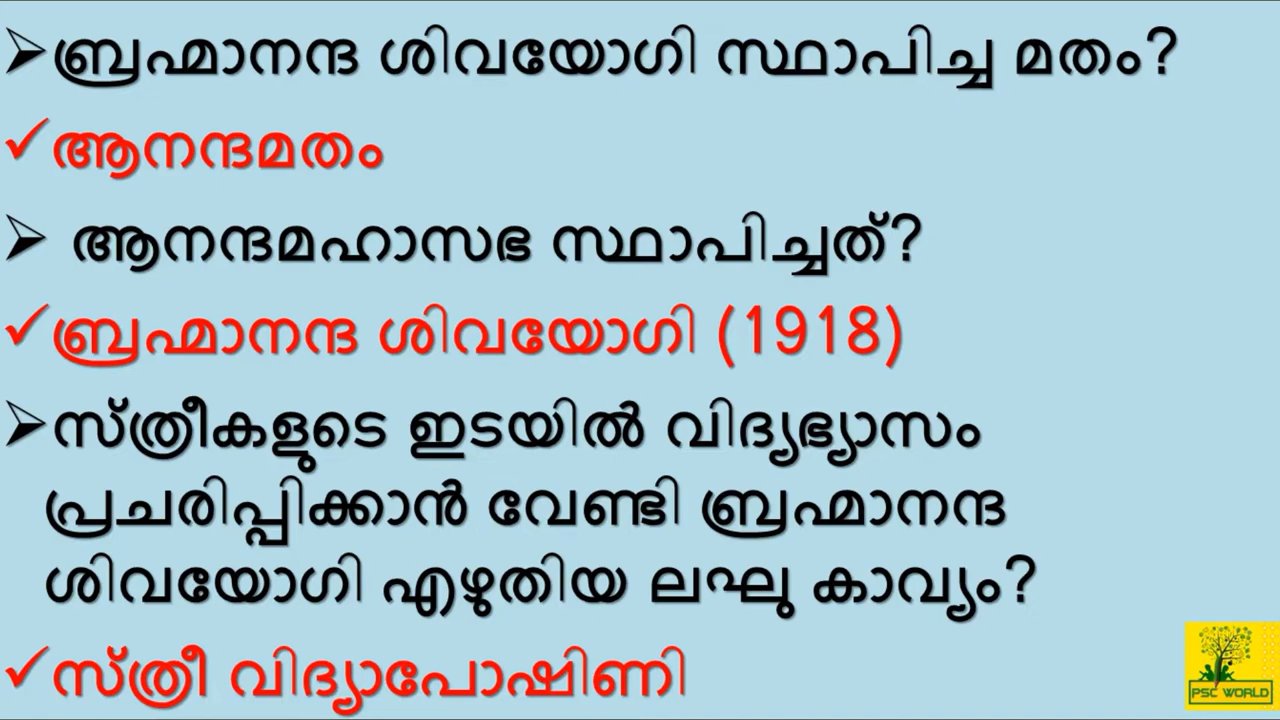 ➢ബ്രഹ്മാനന്ദ ശിവയോഗി സ്ഥാപിച്ച മതം?
✓ആനന്ദമതം
➢ ആനന്ദമഹാസഭ സ്ഥാപിച്ചത്?
✓ബ്രഹ്മാനന്ദ ശിവയോഗി (1918)
➢സ്ത്രീകളുടെ ഇടയിൽ വിദ്യഭ്യാസം
പ്രചരിപ്പിക്കാൻ വേണ്ടി ബ്രഹ്മാനന്ദ
ശിവയോഗി എഴുതിയ ലഘു കാവ്യം?
✓സ്ത്രീ വിദ്യാപോഷിണി
PSC WORLD